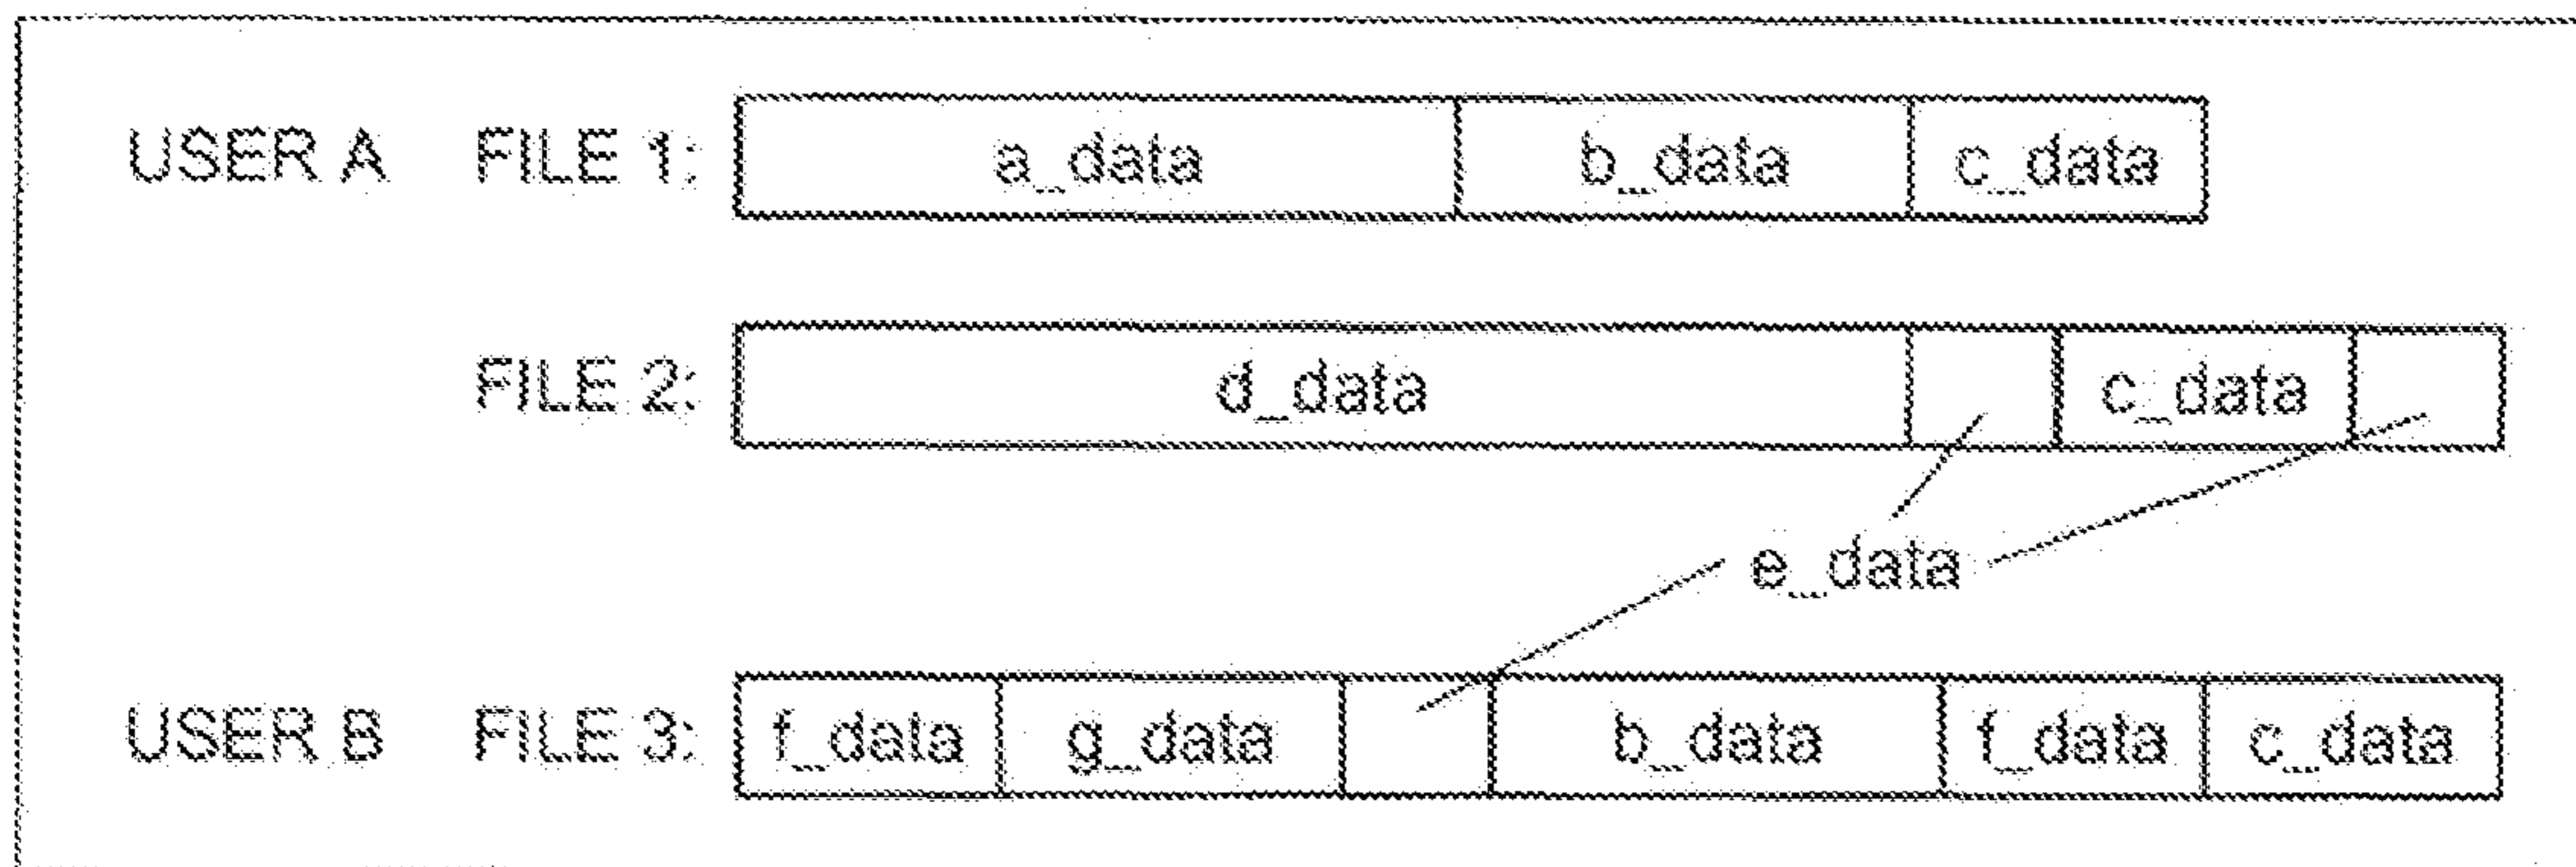 USER A FILE 1: a_data b_data c_data
FILE 2: d_data c_data
e_data
USER B FILE 3: f_data g_data b_data f_data c_data